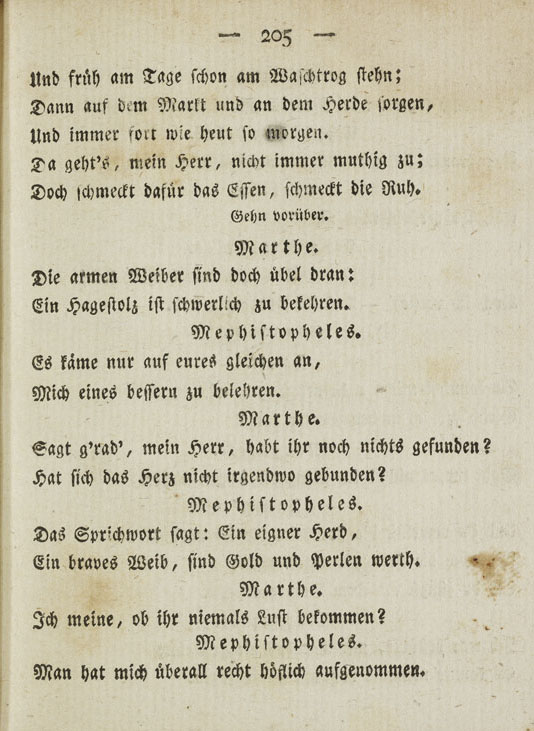 — 205 —
Und früh am Tage schon am Waschtrog stehn;
Dann auf dem Markt und an dem Herde sorgen,
Und immer fort wie heut so morgen.
Da geht's, mein Herr, nicht immer muthig zu;
Doch schmeckt dafür das Essen, schmeckt die Ruh.
Gehn vorüber.
Marthe.
Die armen Weiber sind doch übel dran:
Ein Hagestolz ist schwerlich zu bekehren.
Mephistopheles.
Es käme nur auf eures gleichen an,
Mich eines bessern zu belehren.
Marthe.
Sagt g'rad', mein Herr, habt ihr noch nichts gefunden?
Hat sich das Herz nicht irgendwo gebunden?
Mephistopheles.
Das Sprichwort sagt: Ein eigner Herd,
Ein braves Weib, sind Gold und Perlen werth.
Marthe.
Ich meine, ob ihr niemals Lust bekommen?
Mephistopheles.
Man hat mich überall recht höflich aufgenommen.